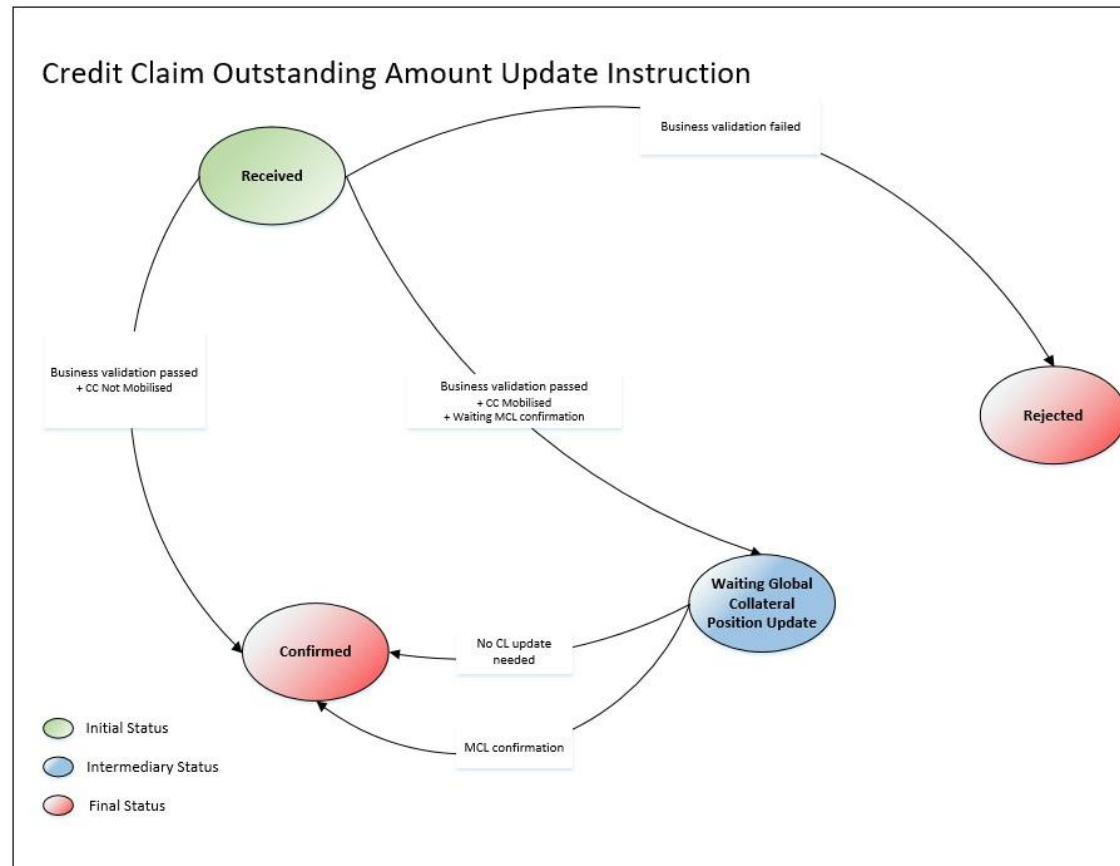 Credit Claim Outstanding Amount Update Instruction
Business validation failed
Received
Business validation passed
+ CC Not Mobilised
Business validation passed
+ CC Mobilised
+ Waiting MCL confirmation
Rejected
Waiting Global
Collateral
Position Update
No CL update
needed
Confirmed
MCL confirmation
Initial Status
Intermediary Status
Final Status